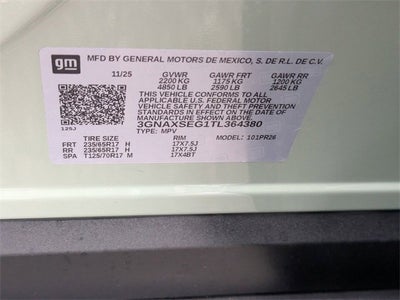 gm
MFD BY GENERAL MOTORS DE MEXICO, S. DE R.L. DE C.V.
11/25 GVWR GAWR FRT GAWR RR
2200 KG 1175 KG 1200 KG
4850 LB 2590 LB 2645 LB
THIS VEHICLE CONFORMS TO ALL
APPLICABLE U.S. FEDERAL MOTOR
VEHICLE SAFETY AND THEFT PREVENTION
STANDARDS IN EFFECT ON THE DATE OF
MANUFACTURE SHOWN ABOVE.
3GNAXSEG1TL364380
125J TYPE: MPV MODEL: 101PR26
TIRE SIZE RIM
FRT 235/65R17 H 17X7.5J
RR 235/65R17 H 17X7.5J
SPA T125/70R17 M 17X4BT